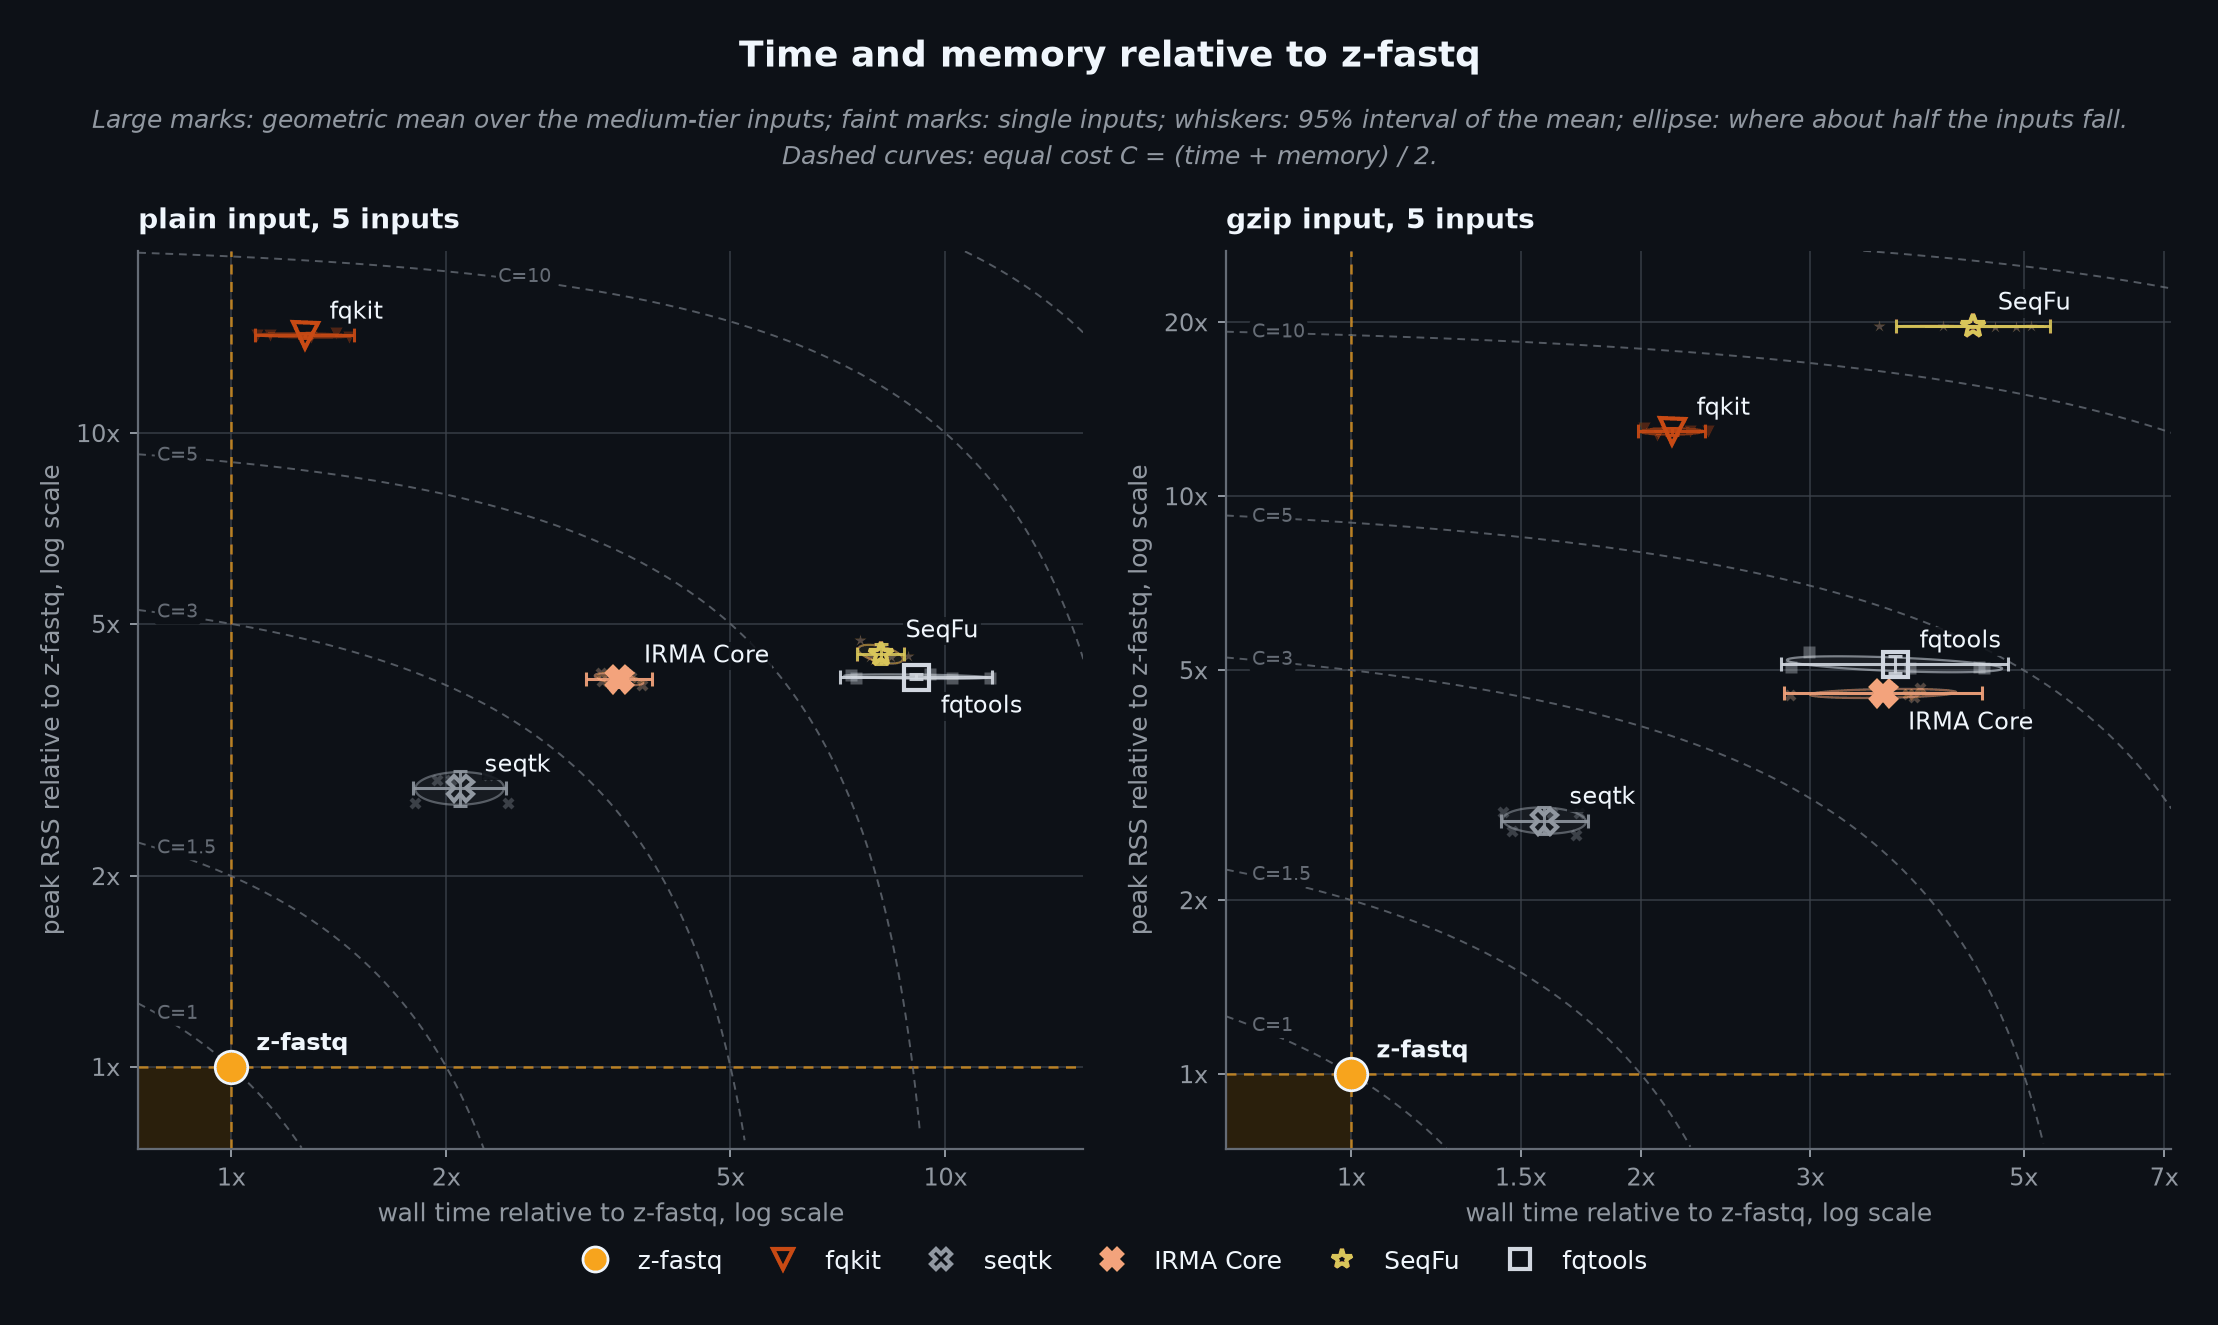 Time and memory relative to z-fastq
Large marks: geometric mean over the medium-tier inputs; faint marks: single inputs; whiskers: 95% interval of the mean; ellipse: where about half the inputs fall.
Dashed curves: equal cost C = (time + memory) / 2.
plain input, 5 inputs
peak RSS relative to z-fastq, log scale
10x
5x
2x
1x
C=10
C=5
C=3
C=1.5
C=1
fqkit
SeqFu
IRMA Core
fqtools
seqtk
z-fastq
1x
2x
5x
10x
wall time relative to z-fastq, log scale
gzip input, 5 inputs
peak RSS relative to z-fastq, log scale
20x
10x
5x
2x
1x
C=10
C=5
C=3
C=1.5
C=1
SeqFu
fqkit
fqtools
IRMA Core
seqtk
z-fastq
1x
1.5x
2x
3x
5x
7x
wall time relative to z-fastq, log scale
z-fastq
fqkit
seqtk
IRMA Core
SeqFu
fqtools